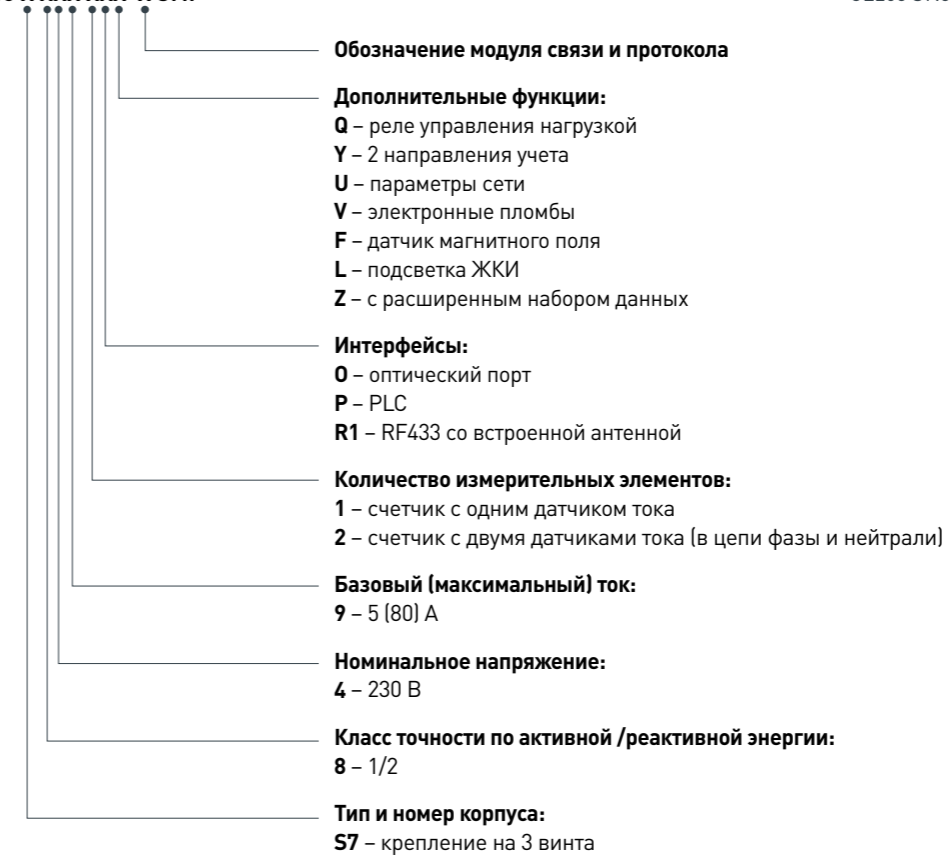 Обозначение модуля связи и протокола
Дополнительные функции:
Q – реле управления нагрузкой
Y – 2 направления учета
U – параметры сети
V – электронные пломбы
F – датчик магнитного поля
L – подсветка ЖКИ
Z – с расширенным набором данных
Интерфейсы:
O – оптический порт
P – PLC
R1 – RF433 со встроенной антенной
Количество измерительных элементов:
1 – счетчик с одним датчиком тока
2 – счетчик с двумя датчиками тока (в цепи фазы и нейтрали)
Базовый (максимальный) ток:
9 – 5 (80) А
Номинальное напряжение:
4 – 230 В
Класс точности по активной /реактивной энергии:
8 – 1/2
Тип и номер корпуса:
S7 – крепление на 3 винта